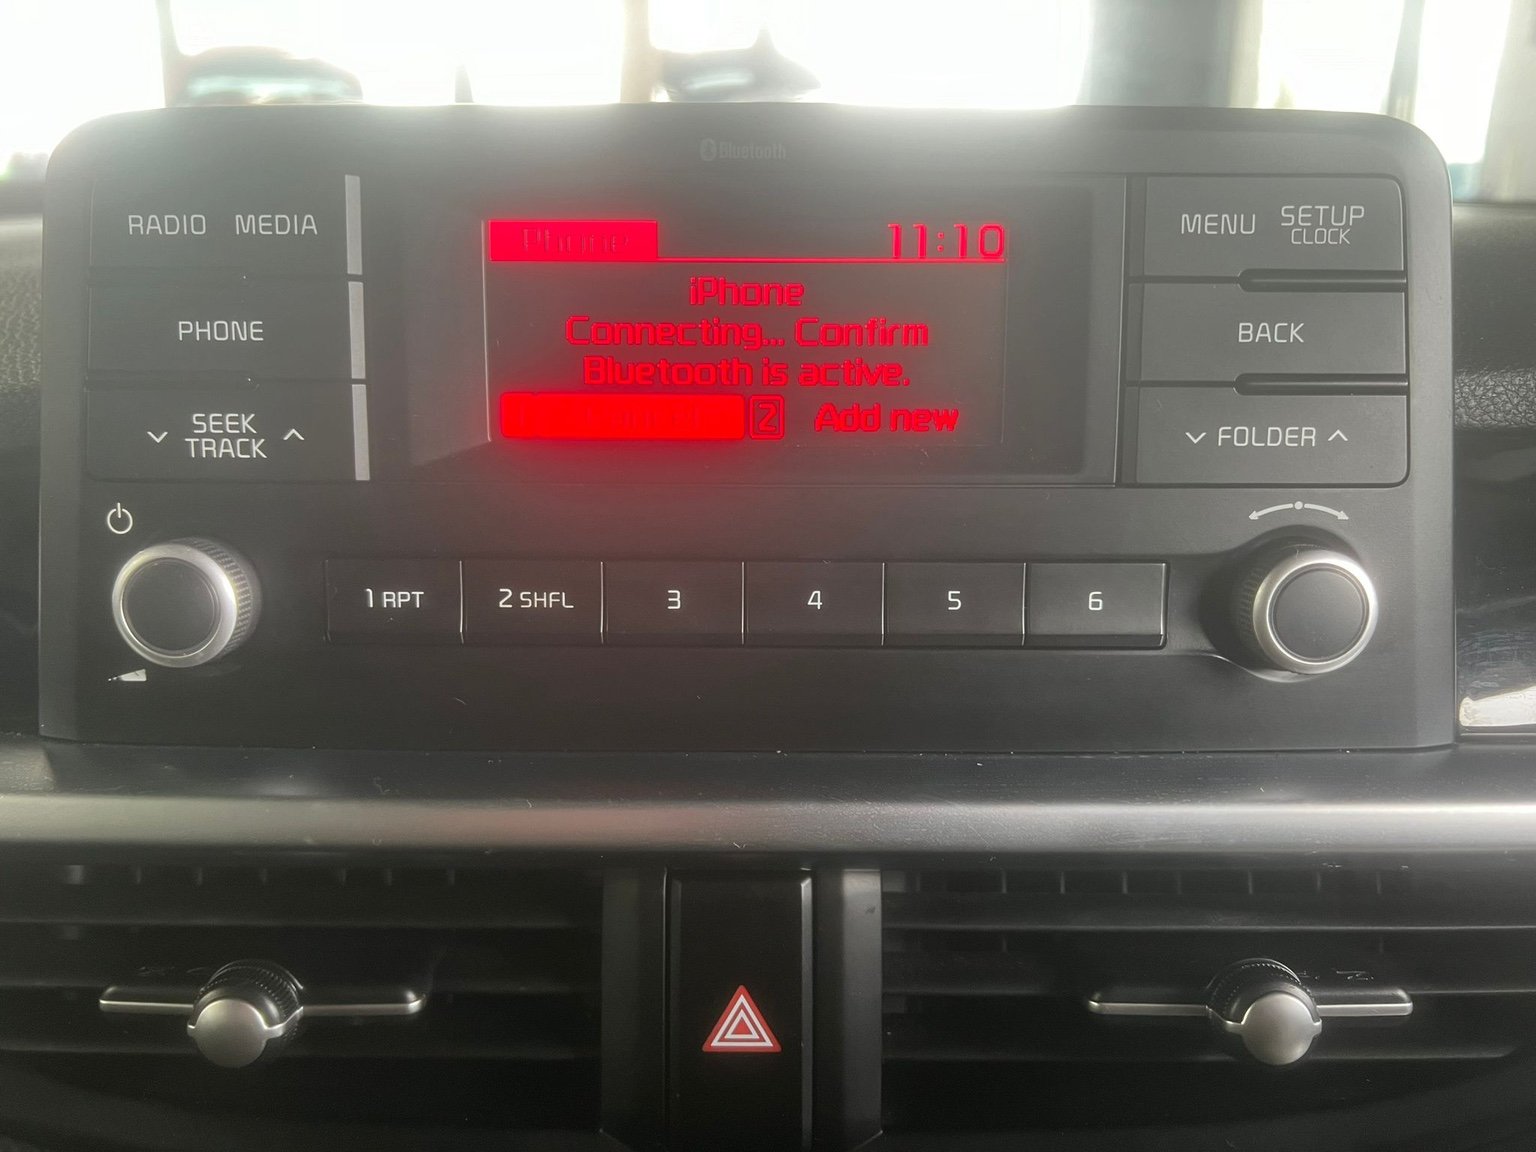 Bluetooth
RADIO MEDIA
PHONE
SEEK
TRACK
Phone 11:10
iPhone
Connecting... Confirm
Bluetooth is active.
2 Add new
MENU SETUP
CLOCK
BACK
FOLDER
1 RPT 2 SHFL 3 4 5 6